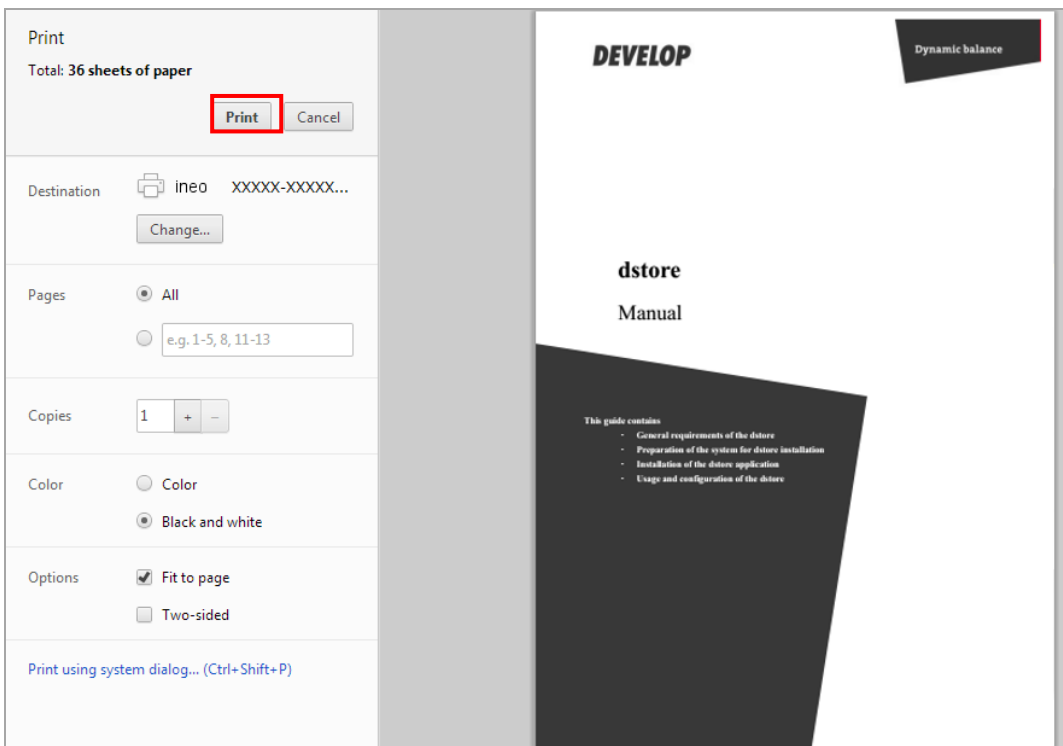 Print
Total: 36 sheets of paper
Print Cancel
Destination ineo XXXXX-XXXXX...
Change...
Pages All
e.g. 1-5, 8, 11-13
Copies 1 + −
Color Color
Black and white
Options Fit to page
Two-sided
Print using system dialog... (Ctrl+Shift+P)
DEVELOP
Dynamic balance
dstore
Manual
This guide contains
- General requirements of the dstore
- Preparation of the system for dstore installation
- Installation of the dstore application
- Usage and configuration of the dstore